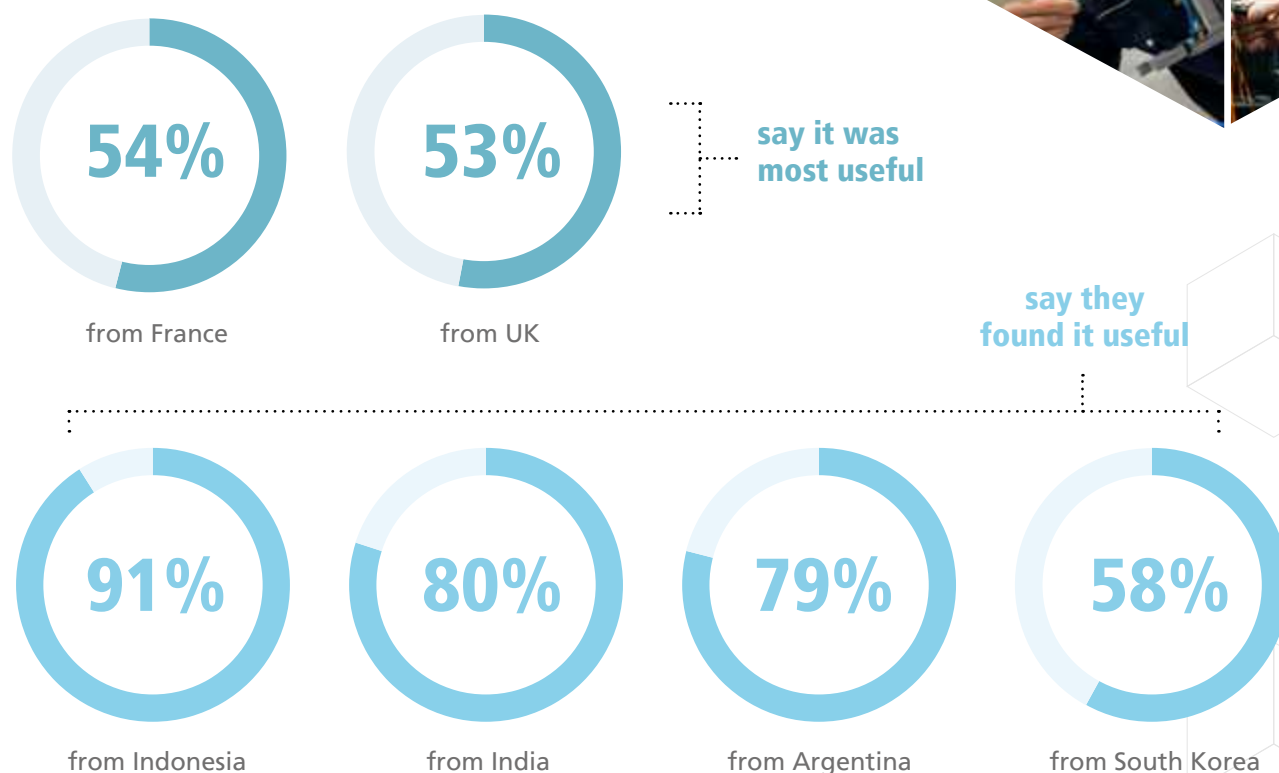 54%
53%
say it was
most useful
from France
from UK
say they
found it useful
91%
80%
79%
58%
from Indonesia
from India
from Argentina
from South Korea